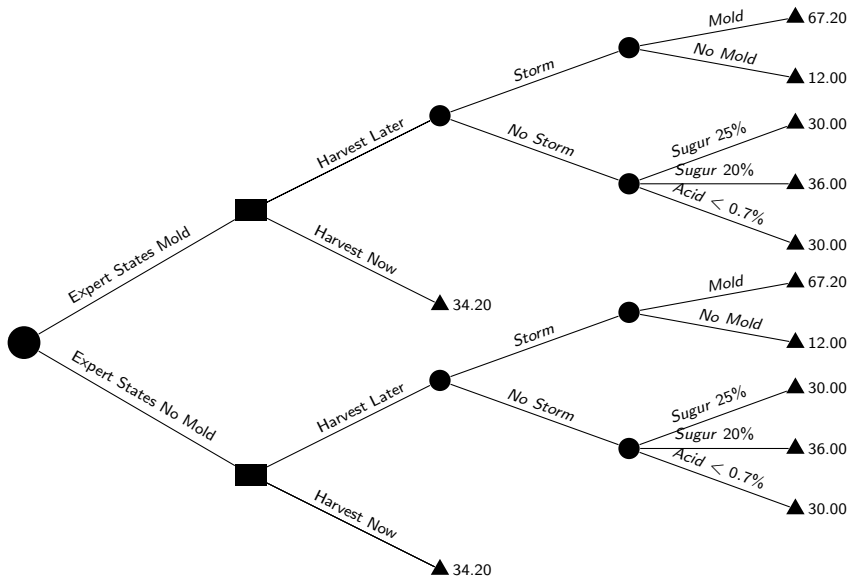 Mold
67.20
Storm
No Mold
12.00
Harvest Later
No Storm
Sugur 25%
30.00
Sugur 20%
36.00
Acid < 0.7%
30.00
Expert States Mold
Harvest Now
34.20
Mold
67.20
Storm
No Mold
12.00
Expert States No Mold
Harvest Later
No Storm
Sugur 25%
30.00
Sugur 20%
36.00
Acid < 0.7%
30.00
Harvest Now
34.20